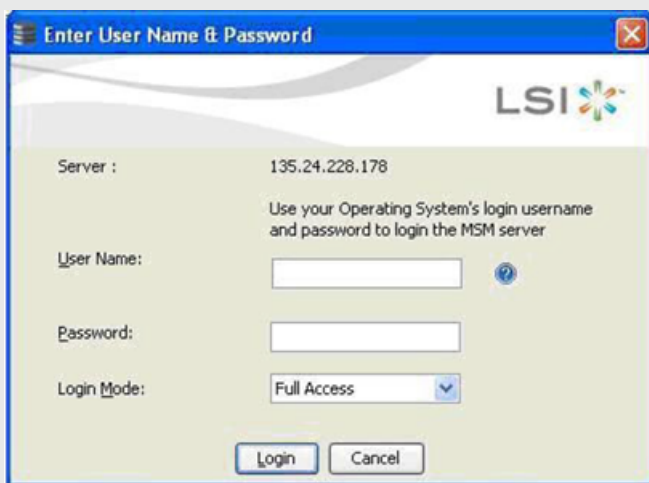 Enter User Name & Password
LSI
Server : 135.24.228.178
Use your Operating System's login username
and password to login the MSM server
User Name:
Password:
Login Mode: Full Access
Login Cancel